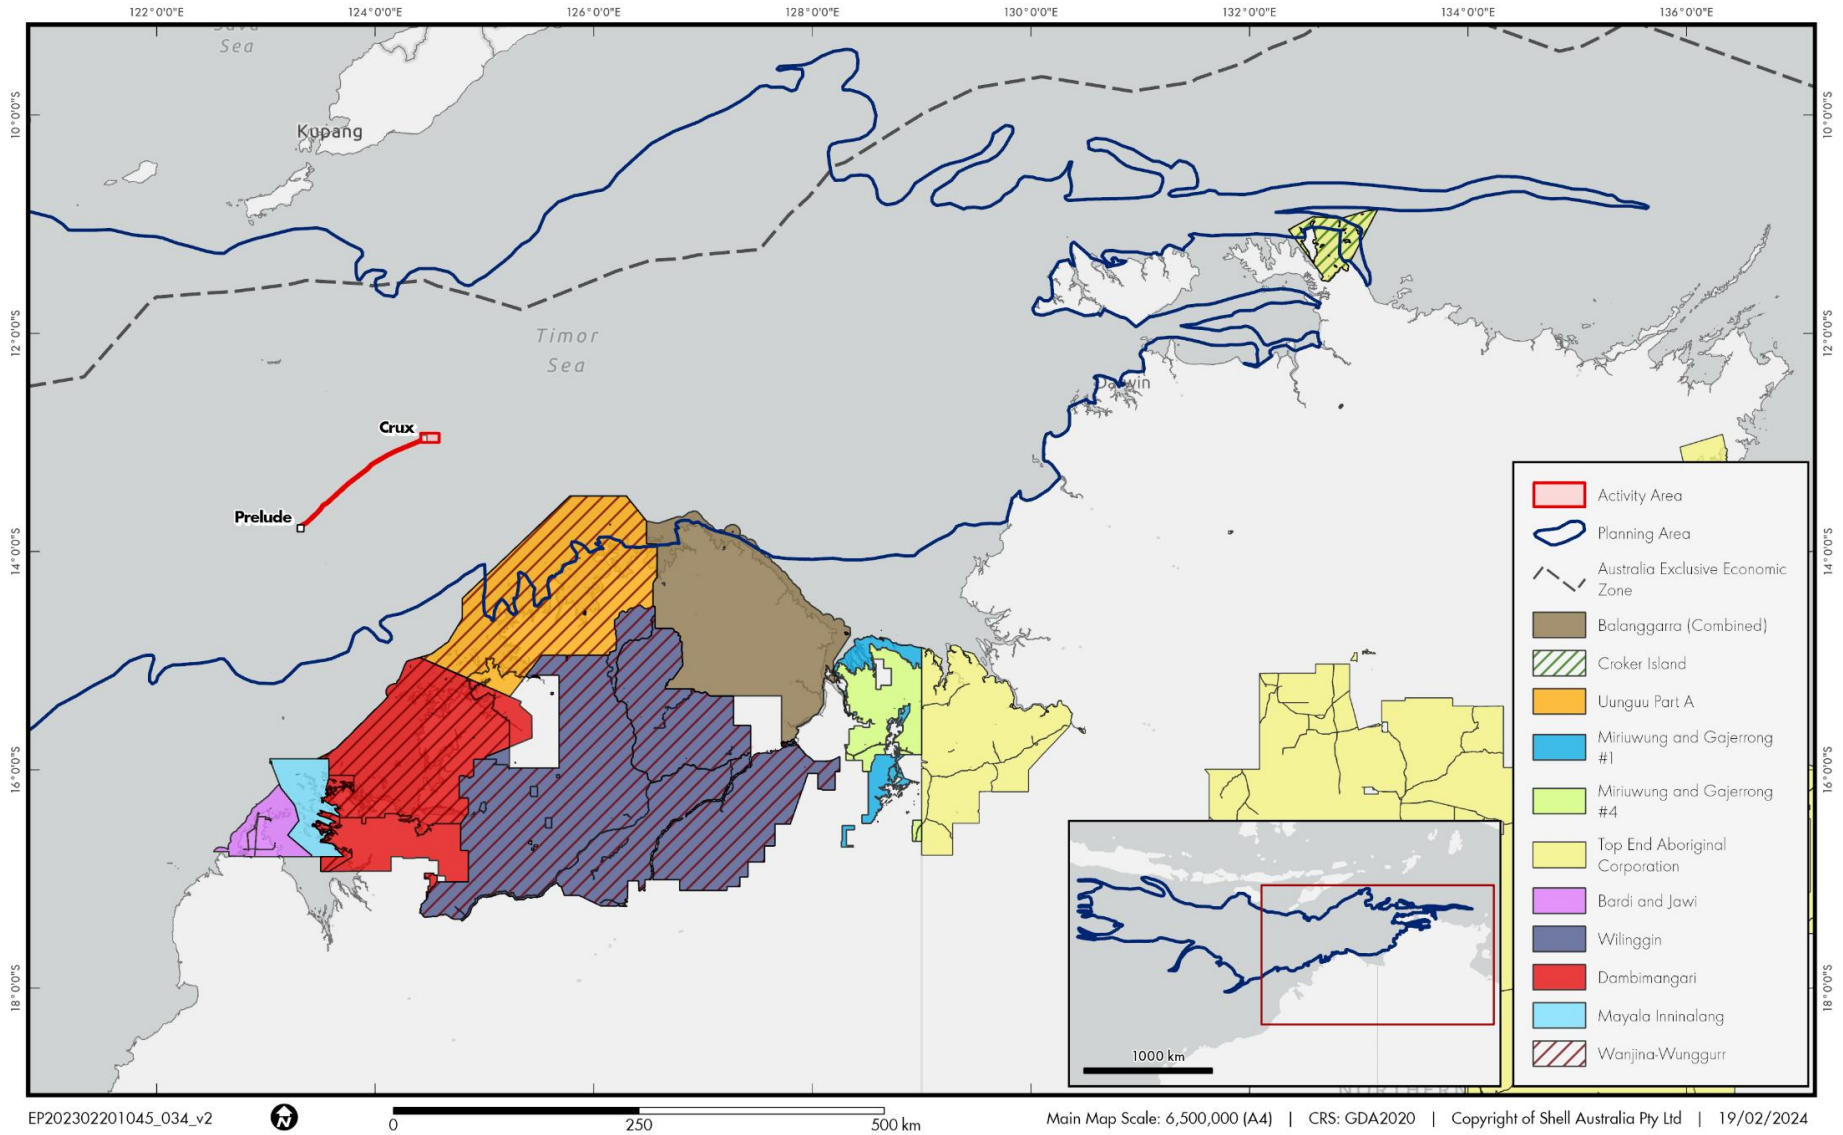 122°0'0"E
124°0'0"E
126°0'0"E
128°0'0"E
130°0'0"E
132°0'0"E
134°0'0"E
136°0'0"E
Sea
Kupang
10°0'0"S
10°0'0"S
Timor
Sea
12°0'0"S
12°0'0"S
Darwin
Crux
Prelude
14°0'0"S
14°0'0"S
16°0'0"S
16°0'0"S
18°0'0"S
18°0'0"S
Activity Area
Planning Area
Australia Exclusive Economic
Zone
Balanggarra (Combined)
Croker Island
Uunguu Part A
Miriuwung and Gajerrong
#1
Miriuwung and Gajerrong
#4
Top End Aboriginal
Corporation
Bardi and Jawi
Wilinggin
Dambimangari
Mayala Inninalang
Wanjina-Wunggurr
1000 km
EP202302201045_034_v2
N
0
250
500 km
Main Map Scale: 6,500,000 (A4) | CRS: GDA2020 | Copyright of Shell Australia Pty Ltd | 19/02/2024